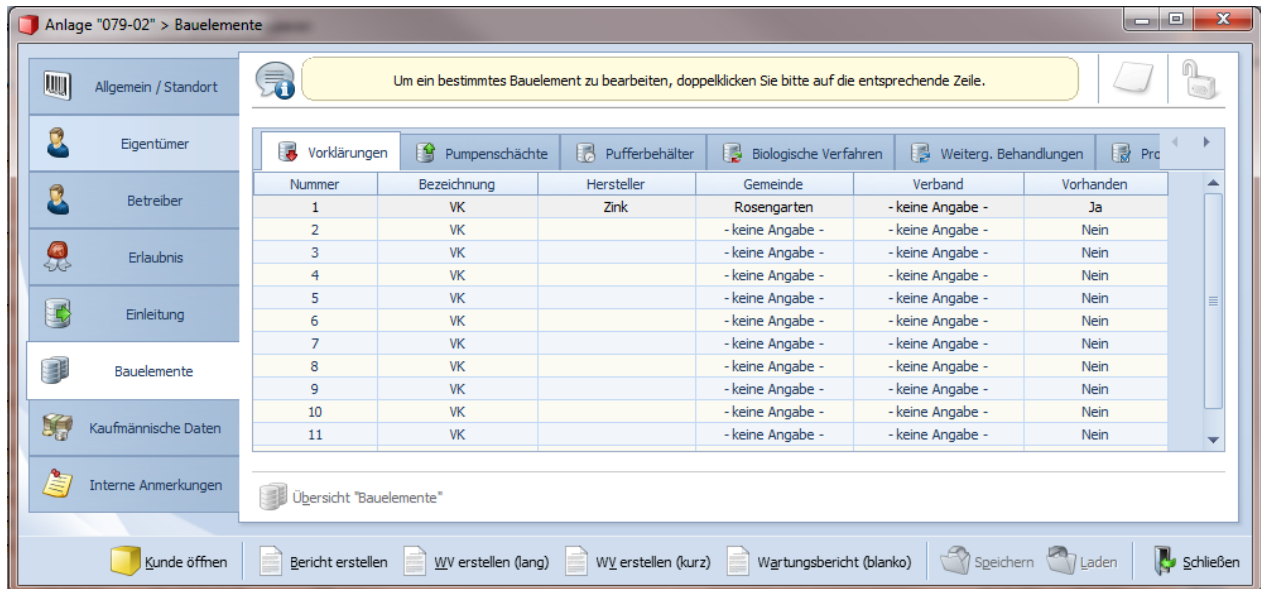 Anlage "079-02" > Bauelemente
Allgemein / Standort
Eigentümer
Betreiber
Erlaubnis
Einleitung
Bauelemente
Kaufmännische Daten
Interne Anmerkungen
Um ein bestimmtes Bauelement zu bearbeiten, doppelklicken Sie bitte auf die entsprechende Zeile.
Vorklärungen Pumpenschächte Pufferbehälter Biologische Verfahren Weiterg. Behandlungen Pro
Nummer Bezeichnung Hersteller Gemeinde Verband Vorhanden
1 VK Zink Rosengarten - keine Angabe - Ja
2 VK - keine Angabe - - keine Angabe - Nein
3 VK - keine Angabe - - keine Angabe - Nein
4 VK - keine Angabe - - keine Angabe - Nein
5 VK - keine Angabe - - keine Angabe - Nein
6 VK - keine Angabe - - keine Angabe - Nein
7 VK - keine Angabe - - keine Angabe - Nein
8 VK - keine Angabe - - keine Angabe - Nein
9 VK - keine Angabe - - keine Angabe - Nein
10 VK - keine Angabe - - keine Angabe - Nein
11 VK - keine Angabe - - keine Angabe - Nein
Übersicht "Bauelemente"
Kunde öffnen Bericht erstellen WV erstellen (lang) WV erstellen (kurz) Wartungsbericht (blanko) Speichern Laden Schließen